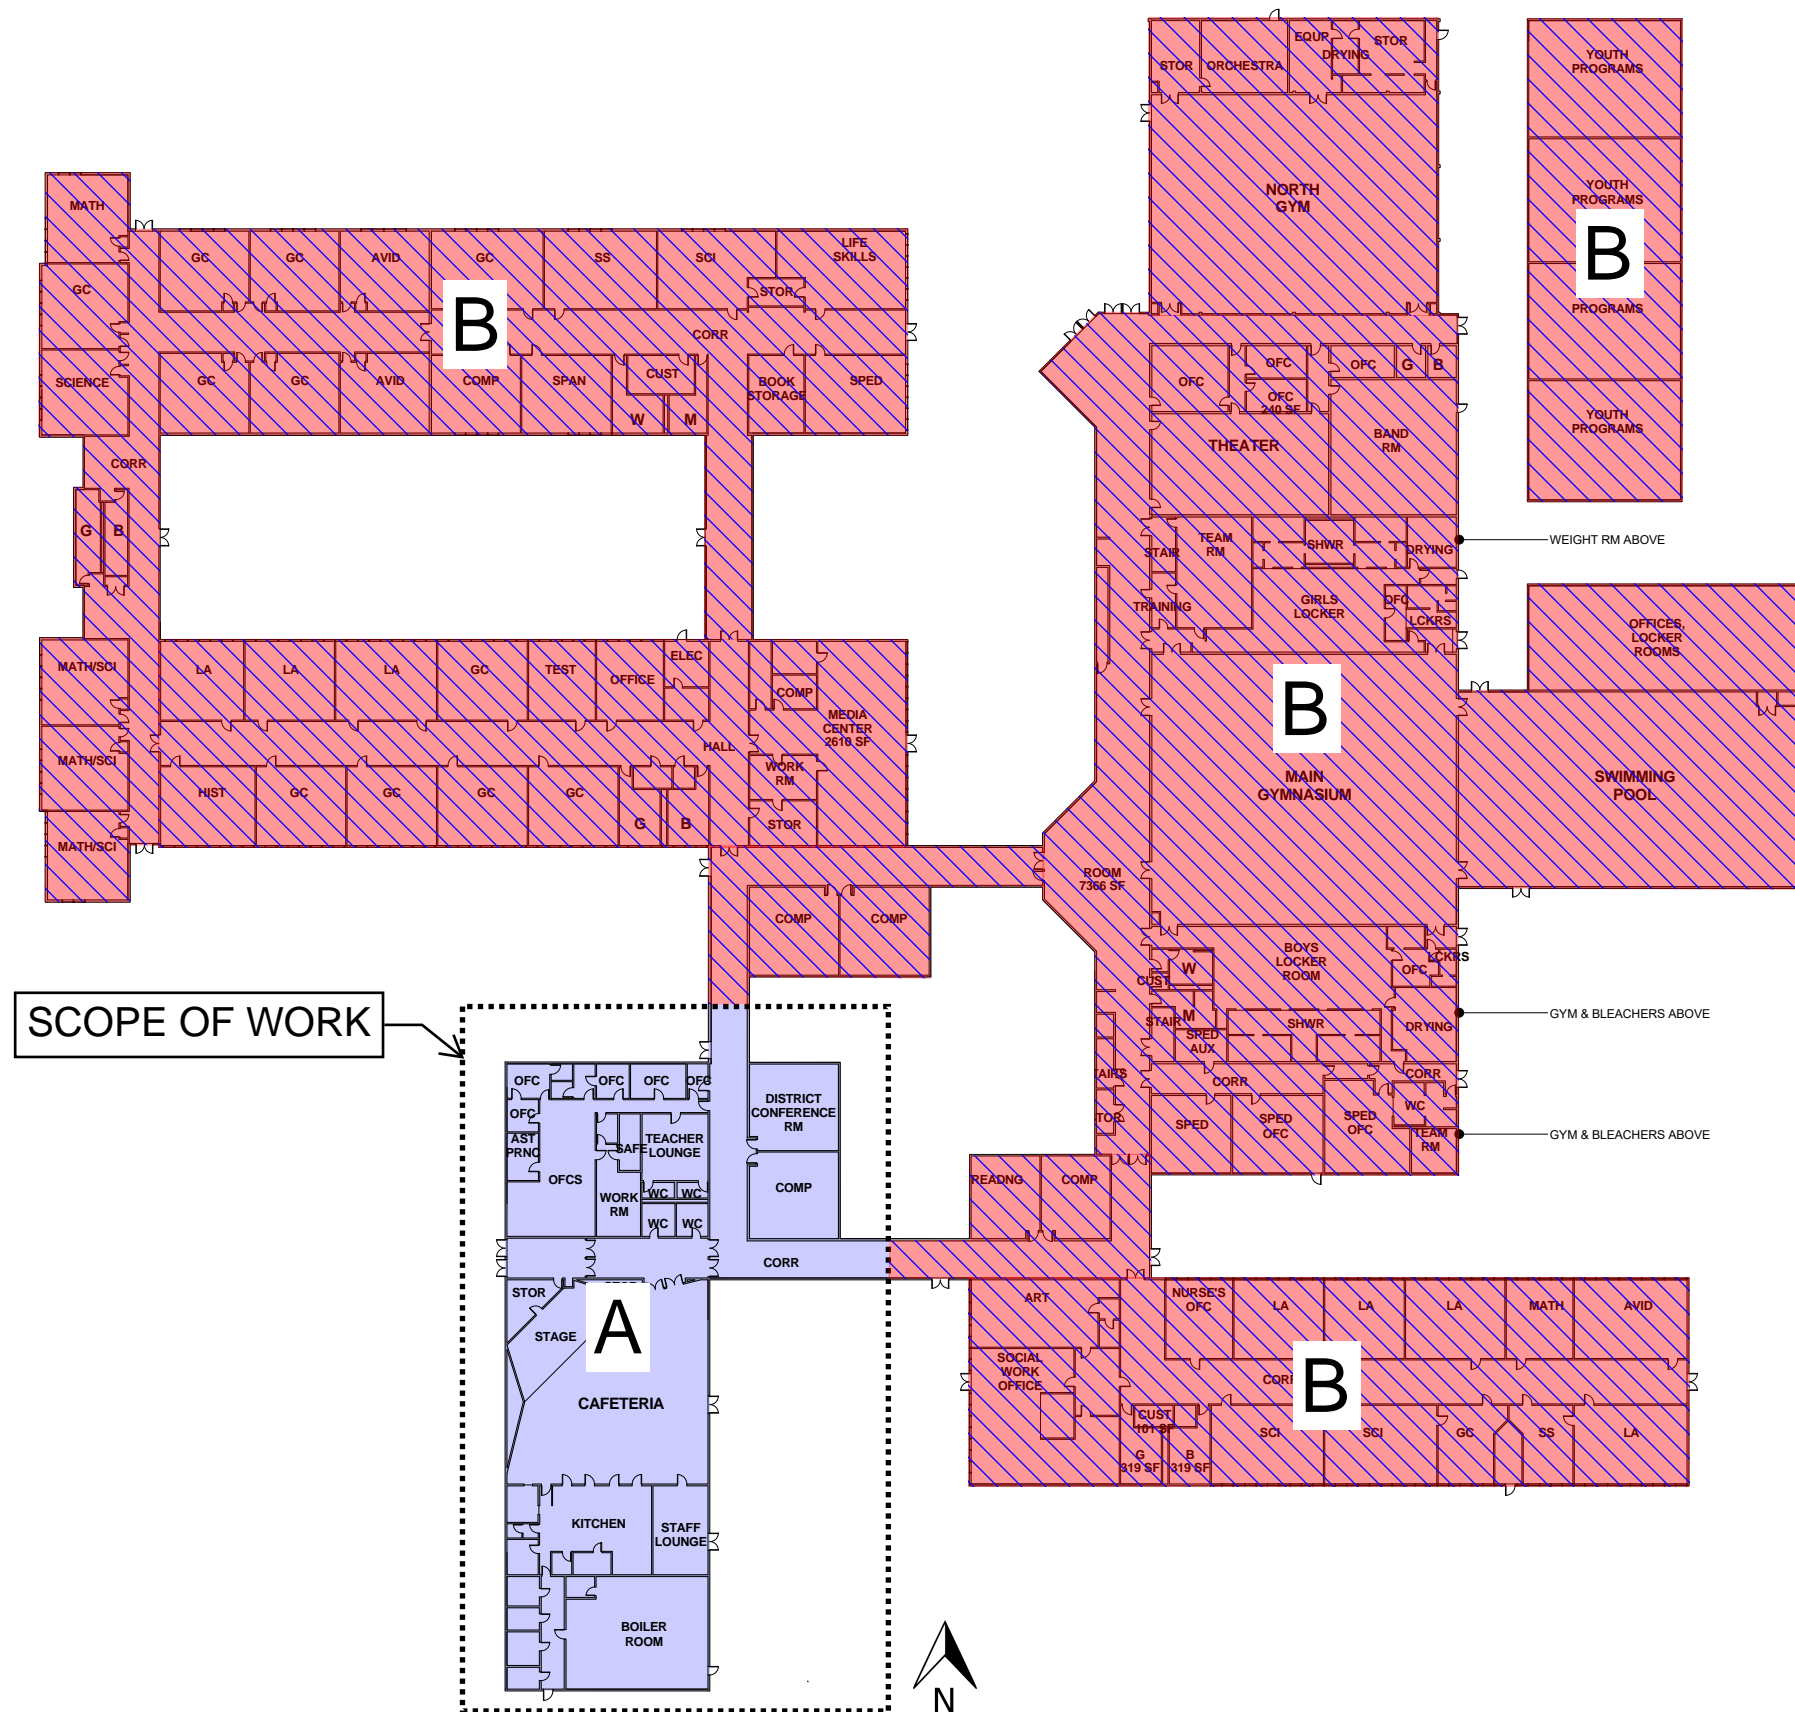 EQUP
STOR
DRYING
STOR
ORCHESTRA
NORTH
GYM
YOUTH
PROGRAMS
YOUTH
PROGRAMS
B
PROGRAMS
YOUTH
PROGRAMS
MATH
GC
GC
AVID
GC
SS
SCI
LIFE
SKILLS
GC
STOR
B
CORR
SCIENCE
GC
GC
AVID
COMP
SPAN
CUST
BOOK
STORAGE
SPED
W
M
CORR
G
B
OFC
OFC
OFC
G
B
OFC
240 SF
THEATER
BAND
RM
STAIR
TEAM
RM
SHWR
DRYING
WEIGHT RM ABOVE
TRAINING
GIRLS
LOCKER
OFC
LCKRS
OFFICES,
LOCKER
ROOMS
MATH/SCI
LA
LA
LA
GC
TEST
OFFICE
ELEC
COMP
MEDIA
CENTER
2610 SF
B
MATH/SCI
HALL
WORK
RM
MAIN
GYMNASIUM
SWIMMING
POOL
HIST
GC
GC
GC
GC
G
B
STOR
MATH/SCI
ROOM
7366 SF
COMP
COMP
BOYS
LOCKER
ROOM
LCKRS
OFC
W
CUST
STAIR
M
SHWR
DRYING
GYM & BLEACHERS ABOVE
SPED
AUX
SCOPE OF WORK
CORR
CORR
SPED
SPED
OFC
SPED
OFC
WC
TEAM
RM
GYM & BLEACHERS ABOVE
OFC
OFC
OFC
OFC
OFC
AST
PRNC
SAFE
TEACHER
LOUNGE
DISTRICT
CONFERENCE
RM
OFCS
WC
WC
WORK
RM
COMP
WC
WC
READNG
COMP
CORR
STOR
STAGE
A
CAFETERIA
ART
NURSE'S
OFC
LA
LA
LA
MATH
AVID
SOCIAL
WORK
OFFICE
CORR
B
CUST
101 SF
G
319 SF
B
319 SF
SCI
SCI
GC
SS
LA
KITCHEN
STAFF
LOUNGE
BOILER
ROOM
N